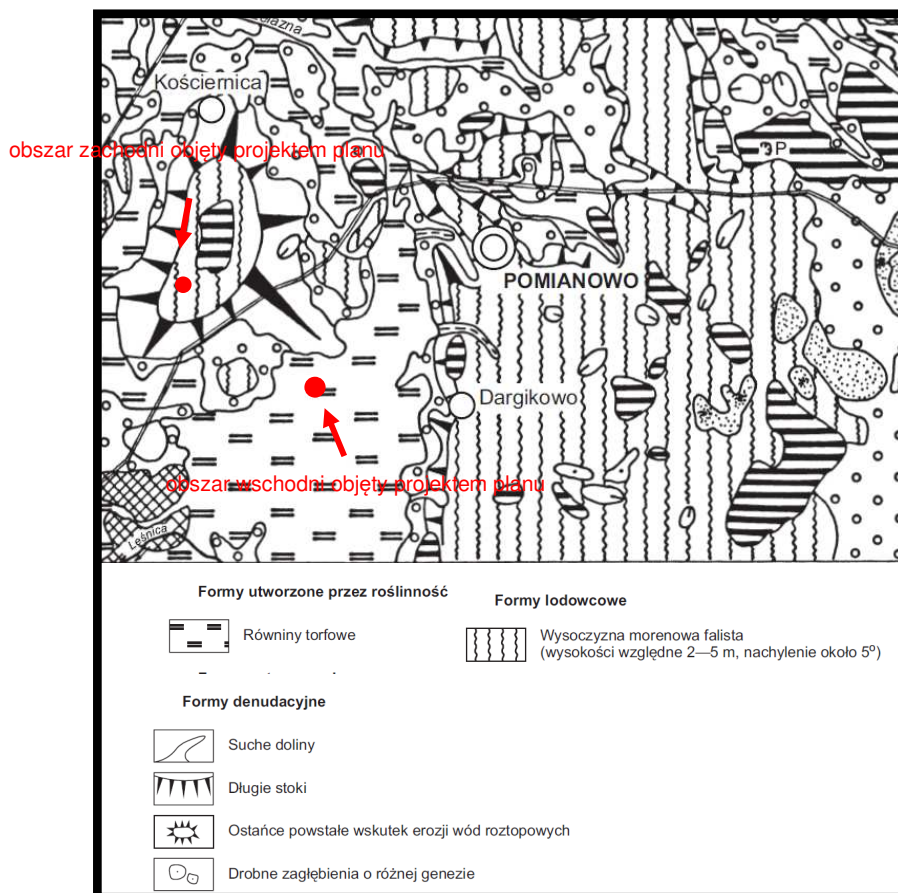 Kościernica
obszar zachodni objęty projektem planu
3 P
POMIANOWO
Dargikowo
obszar wschodni objęty projektem planu
Leśnica
Formy utworzone przez roślinność
Równiny torfowe
Formy lodowcowe
Wysoczyzna morenowa falista
(wysokości względne 2—5 m, nachylenie około 5º)
Formy denudacyjne
Suche doliny
Długie stoki
Ostańce powstałe wskutek erozji wód roztopowych
Drobne zagłębienia o różnej genezie